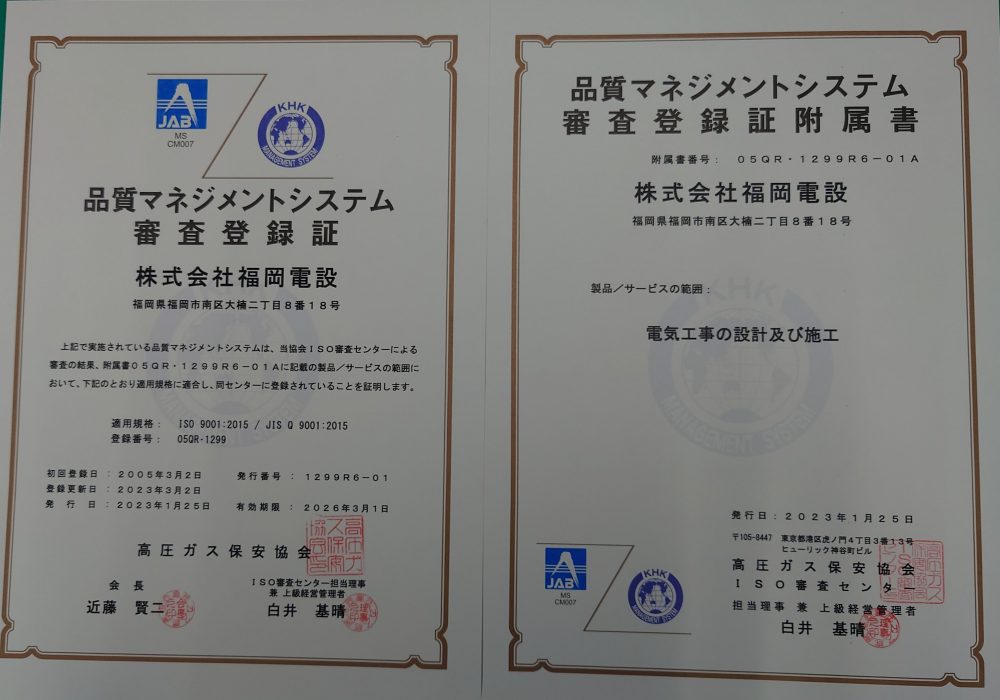 JAB
MS
CM007
KHK
MANAGEMENT SYSTEM
品質マネジメントシステム
審査登録証
株式会社福岡電設
福岡県福岡市南区大楠二丁目8番18号
上記で実施されている品質マネジメントシステムは、当協会ISO審査センターによる
審査の結果、附属書05QR・1299R6-01Aに記載の製品/サービスの範囲に
おいて、下記のとおり適用規格に適合し、同センターに登録されていることを証明します。
適用規格: ISO 9001:2015 / JIS Q 9001:2015
登録番号: 05QR-1299
初回登録日:2005年3月2日 発行番号:1299R6-01
登録更新日:2023年3月2日
発行日:2023年1月25日 有効期限:2026年3月1日
高圧ガス保安協会
会長
近藤 賢二
ISO審査センター担当理事
兼 上級経営管理者
白井 基晴
品質マネジメントシステム
審査登録証附属書
附属書番号: 05QR・1299R6-01A
株式会社福岡電設
福岡県福岡市南区大楠二丁目8番18号
製品/サービスの範囲:
電気工事の設計及び施工
KHK
MANAGEMENT SYSTEM
発行日:2023年1月25日
〒105-8447 東京都港区虎ノ門4丁目3番13号
ヒューリック神谷町ビル
高圧ガス保安協会
ISO審査センター
担当理事 兼 上級経営管理者
白井 基晴
JAB
MS
CM007
KHK
MANAGEMENT SYSTEM